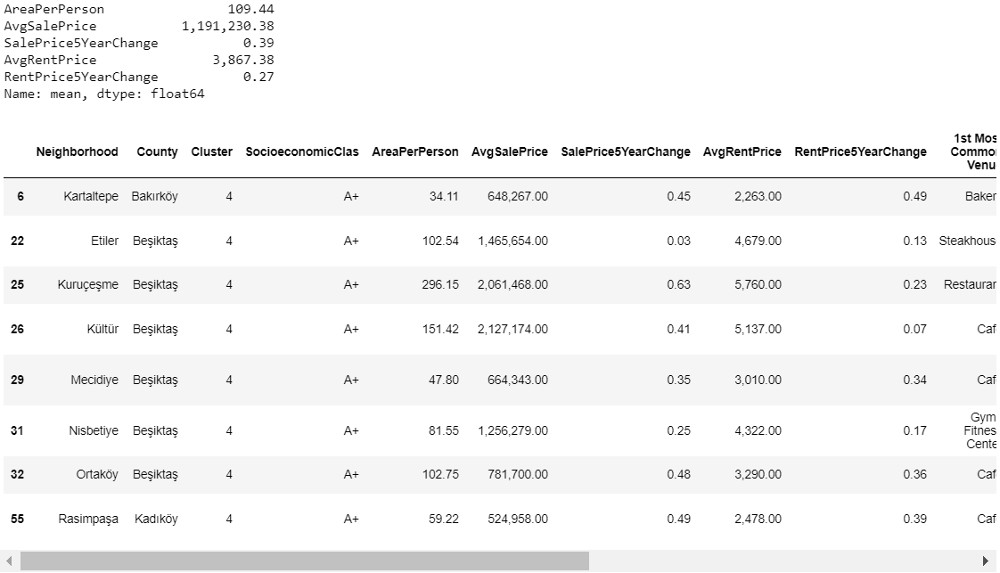 AreaPerPerson 109.44
AvgSalePrice 1,191,230.38
SalePrice5YearChange 0.39
AvgRentPrice 3,867.38
RentPrice5YearChange 0.27
Name: mean, dtype: float64
Neighborhood County Cluster SocioeconomicClas AreaPerPerson AvgSalePrice SalePrice5YearChange AvgRentPrice RentPrice5YearChange 1st Mos
Commo
Venu
6 Kartaltepe Bakırköy 4 A+ 34.11 648,267.00 0.45 2,263.00 0.49 Baker
22 Etiler Beşiktaş 4 A+ 102.54 1,465,654.00 0.03 4,679.00 0.13 Steakhous
25 Kuruçeşme Beşiktaş 4 A+ 296.15 2,061,468.00 0.63 5,760.00 0.23 Restauran
26 Kültür Beşiktaş 4 A+ 151.42 2,127,174.00 0.41 5,137.00 0.07 Caf
29 Mecidiye Beşiktaş 4 A+ 47.80 664,343.00 0.35 3,010.00 0.34 Caf
31 Nisbetiye Beşiktaş 4 A+ 81.55 1,256,279.00 0.25 4,322.00 0.17 Gym
Fitnes
Cente
32 Ortaköy Beşiktaş 4 A+ 102.75 781,700.00 0.48 3,290.00 0.36 Caf
55 Rasimpaşa Kadıköy 4 A+ 59.22 524,958.00 0.49 2,478.00 0.39 Caf